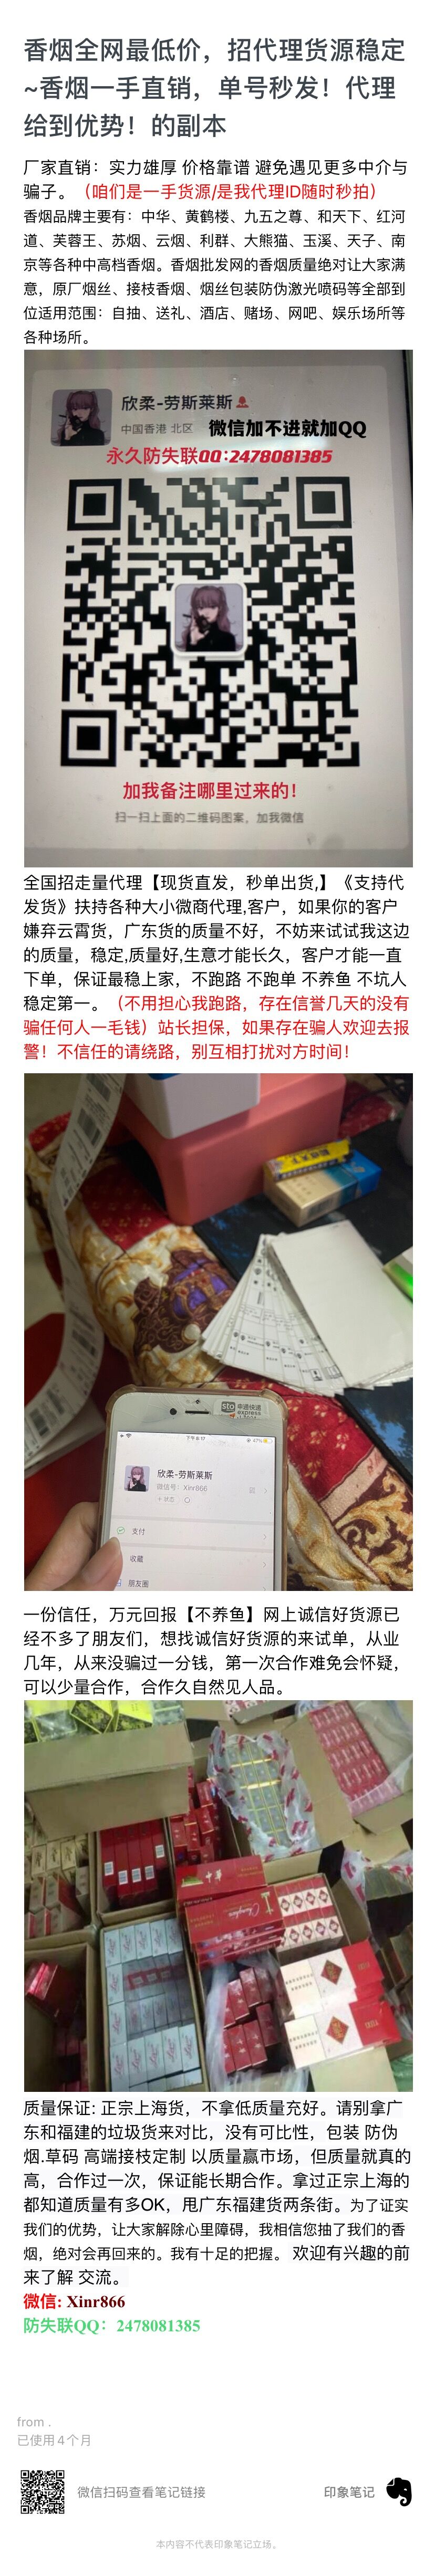 香烟全网最低价，招代理货源稳定
~香烟一手直销，单号秒发！代理
给到优势！的副本
厂家直销：实力雄厚 价格靠谱 避免遇见更多中介与
骗子。（咱们是一手货源/是我代理ID随时秒拍）
香烟品牌主要有：中华、黄鹤楼、九五之尊、和天下、红河
道、芙蓉王、苏烟、云烟、利群、大熊猫、玉溪、天子、南
京等各种中高档香烟。香烟批发网的香烟质量绝对让大家满
意，原厂烟丝、接枝香烟、烟丝包装防伪激光喷码等全部到
位适用范围：自抽、送礼、酒店、赌场、网吧、娱乐场所等
各种场所。
欣柔-劳斯莱斯
中国香港 北区 微信加不进就加QQ
永久防失联QQ:2478081385
加我备注哪里过来的！
扫一扫上面的二维码图案，加我微信
全国招走量代理【现货直发，秒单出货,】《支持代
发货》扶持各种大小微商代理,客户，如果你的客户
嫌弃云霄货，广东货的质量不好，不妨来试试我这边
的质量，稳定,质量好,生意才能长久，客户才能一直
下单，保证最稳上家，不跑路 不跑单 不养鱼 不坑人
稳定第一。（不用担心我跑路，存在信誉几天的没有
骗任何人一毛钱）站长担保，如果存在骗人欢迎去报
警！不信任的请绕路，别互相打扰对方时间！
sto 申通快递
express
下午8:17
47%
欣柔-劳斯莱斯
微信号：Xinr866
+ 状态
支付
收藏
朋友圈
一份信任，万元回报【不养鱼】网上诚信好货源已
经不多了朋友们，想找诚信好货源的来试单，从业
几年，从来没骗过一分钱，第一次合作难免会怀疑，
可以少量合作，合作久自然见人品。
中华
质量保证: 正宗上海货，不拿低质量充好。请别拿广
东和福建的垃圾货来对比，没有可比性，包装 防伪
烟.草码 高端接枝定制 以质量赢市场，但质量就真的
高，合作过一次，保证能长期合作。拿过正宗上海的
都知道质量有多OK，甩广东福建货两条街。为了证实
我们的优势，让大家解除心里障碍，我相信您抽了我们的香
烟，绝对会再回来的。我有十足的把握。 欢迎有兴趣的前
来了解 交流。
微信: Xinr866
防失联QQ：2478081385
from .
已使用4个月
微信扫码查看笔记链接
印象笔记
本内容不代表印象笔记立场。